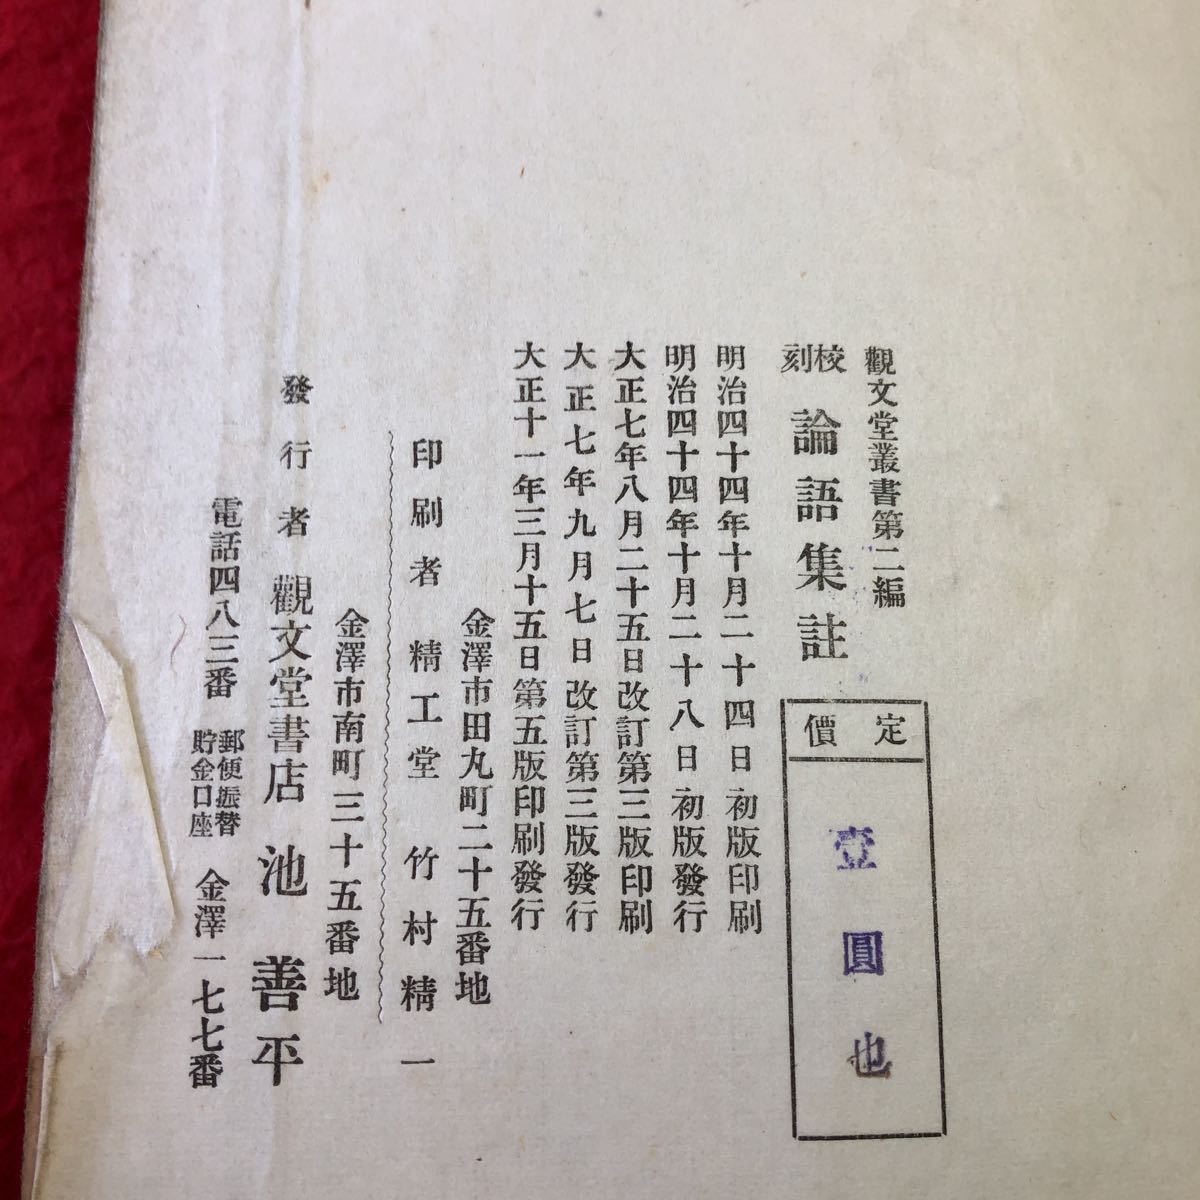 觀文堂叢書第二編
校刻 論語集註
定價
壹圓也
明治四十四年十月二十四日初版印刷
明治四十四年十月二十八日初版發行
大正七年八月二十五日改訂第三版印刷
大正七年九月七日改訂第三版發行
大正十一年三月十五日第五版印刷發行
金澤市田丸町二十五番地
印刷者 精工堂 竹村精一
金澤市南町三十五番地
發行者 觀文堂書店 池善平
電話四八三番 郵便振替貯金口座 金澤一七七番